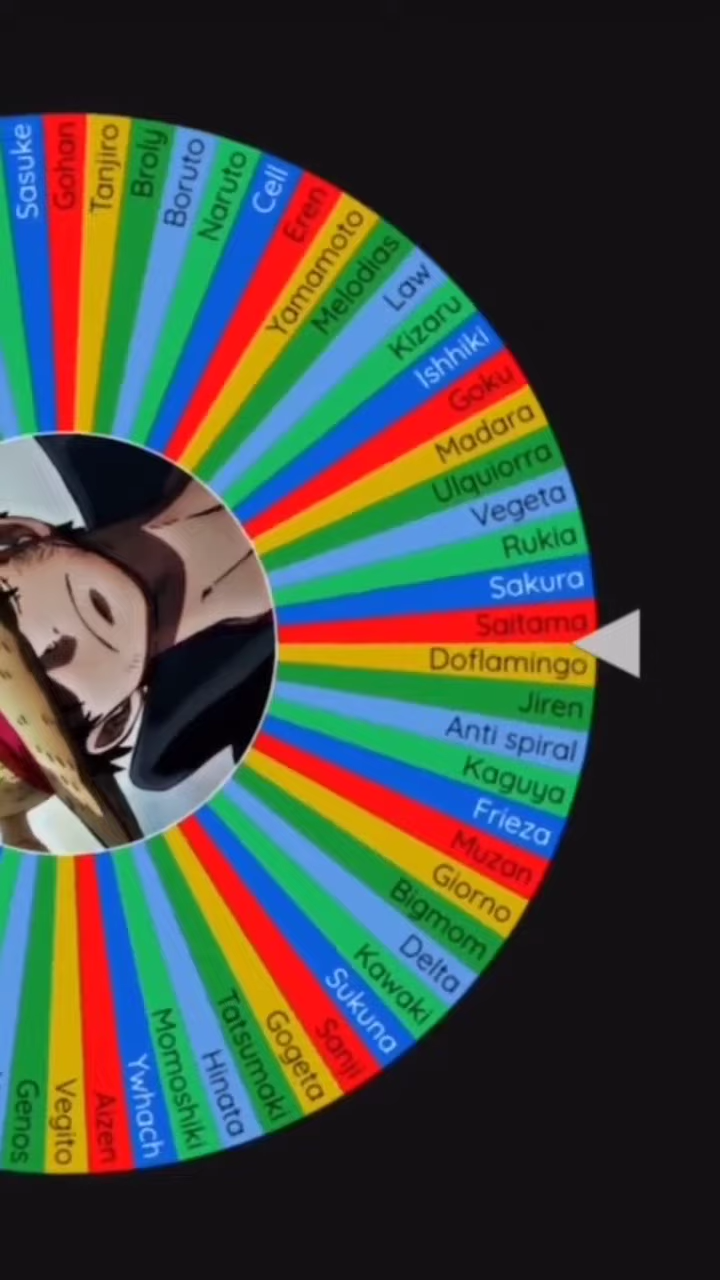 Sasuke
Gohan
Tanjiro
Broly
Boruto
Naruto
Cell
Eren
Yamamoto
Melodias
Law
Kizaru
Ishhiki
Goku
Madara
Ulquiorra
Vegeta
Rukia
Sakura
Saitama
Doflamingo
Jiren
Anti spiral
Kaguya
Frieza
Muzan
Giorno
Bigmom
Delta
Kawaki
Sukuna
Sanji
Gogeta
Tatsumaki
Hinata
Momoshiki
Ywhach
Aizen
Vegito
Genos